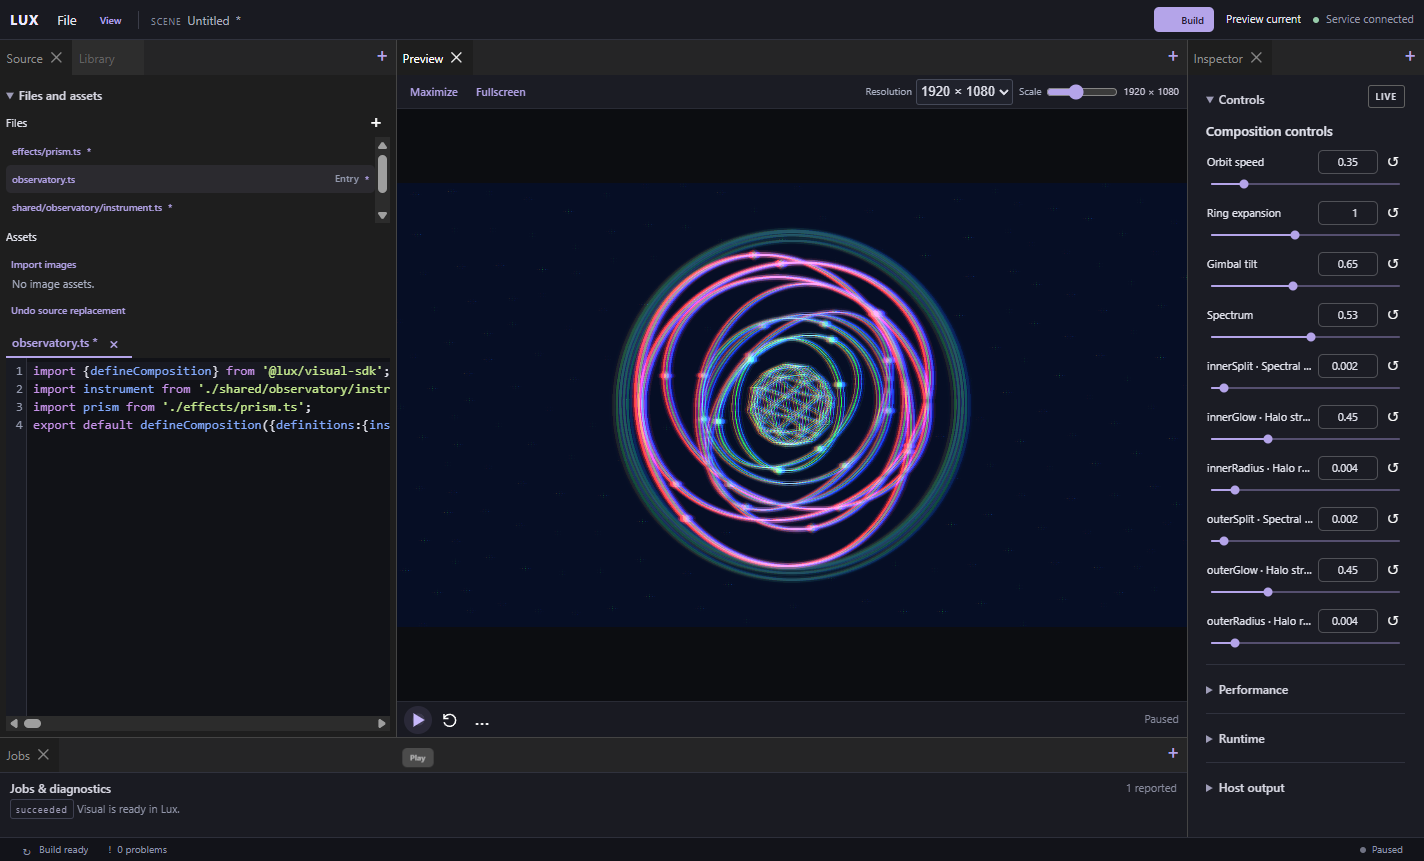 LUX File View SCENE Untitled * Build Preview current Service connected
Source Library
Files and assets
Files
effects/prism.ts *
observatory.ts Entry *
shared/observatory/instrument.ts *
Assets
Import images
No image assets.
Undo source replacement
observatory.ts *
1 import {defineComposition} from '@lux/visual-sdk';
2 import instrument from './shared/observatory/instr
3 import prism from './effects/prism.ts';
4 export default defineComposition({definitions:{ins
Preview
Maximize Fullscreen Resolution 1920 × 1080 Scale 1920 × 1080
Paused
Play
Inspector
Controls LIVE
Composition controls
Orbit speed 0.35
Ring expansion 1
Gimbal tilt 0.65
Spectrum 0.53
innerSplit · Spectral ... 0.002
innerGlow · Halo str... 0.45
innerRadius · Halo r... 0.004
outerSplit · Spectral ... 0.002
outerGlow · Halo str... 0.45
outerRadius · Halo r... 0.004
Performance
Runtime
Host output
Jobs
Jobs & diagnostics 1 reported
succeeded Visual is ready in Lux.
Build ready ! 0 problems Paused